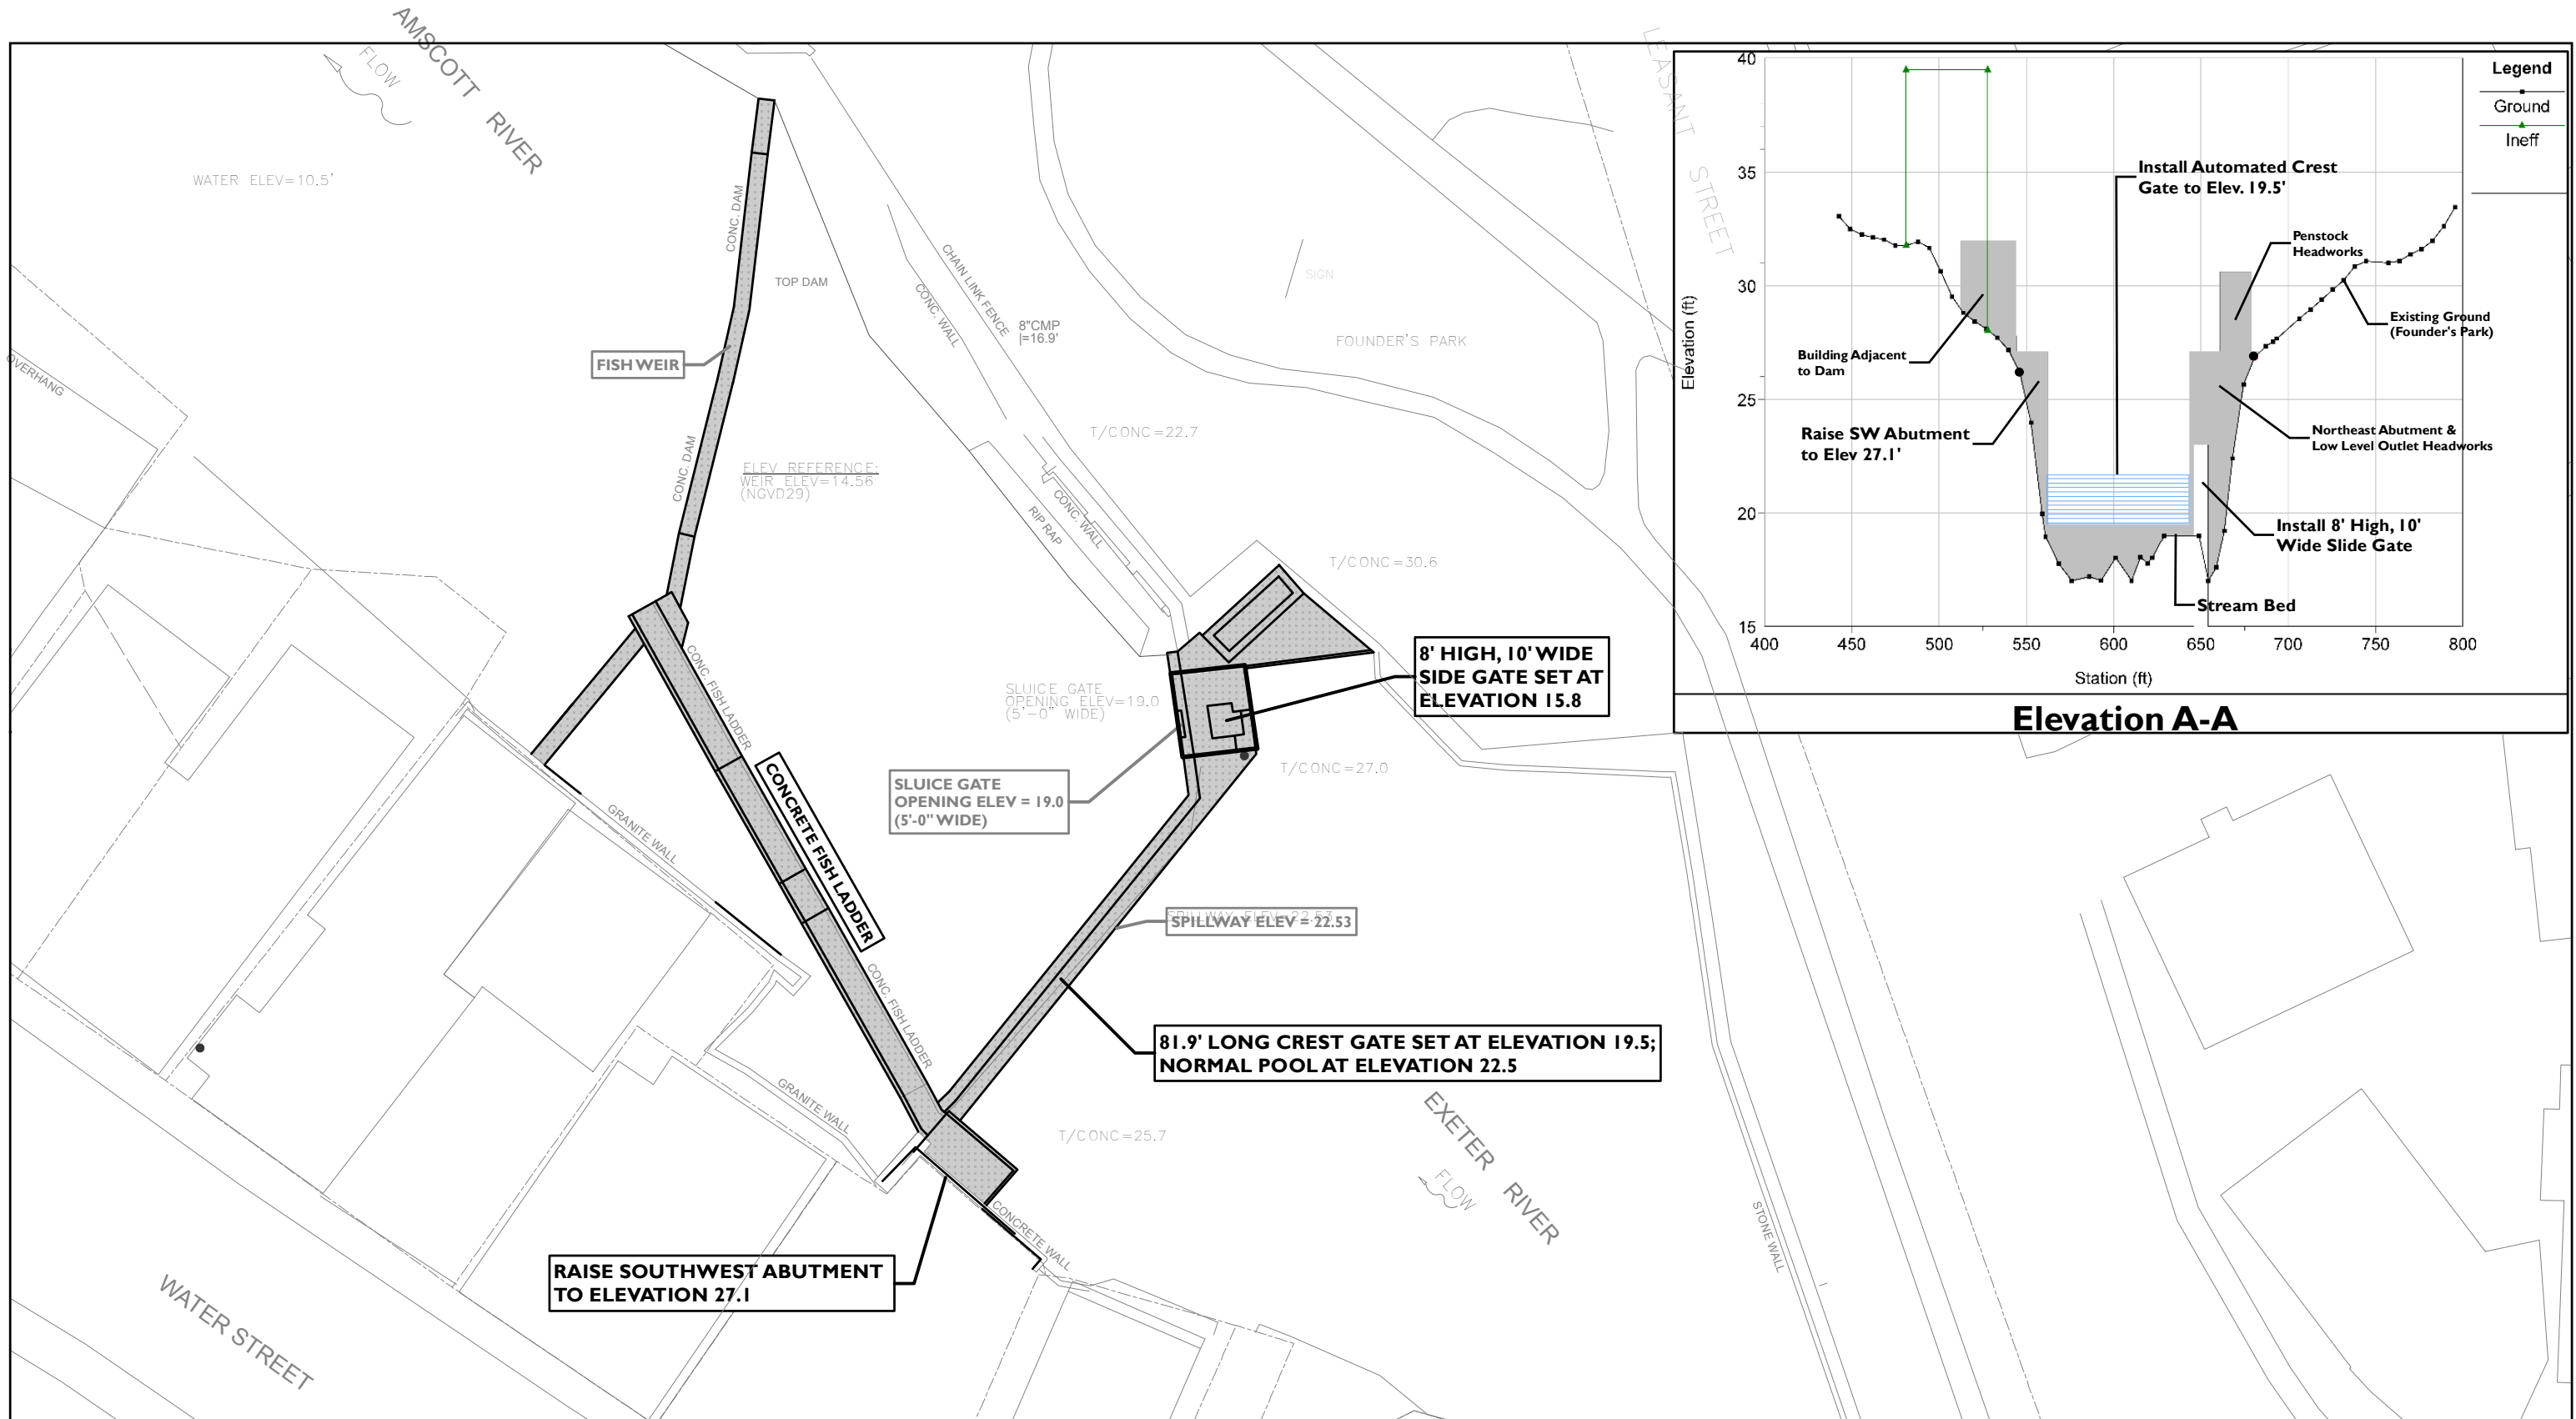 AMSCOTT RIVER
FLOW
WATER ELEV=10.5'
OVERHANG
CONC. DAM
TOP DAM
FISH WEIR
CONC. DAM
ELEV REFERENCE:
WEIR ELEV=14.56
(NGVD29)
CHAIN LINK FENCE
CONC. WALL
8"CMP
|=16.9'
SIGN
FOUNDER'S PARK
T/CONC=22.7
CONC. WALL
RIP RAP
T/CONC=30.6
LEASANT STREET
8' HIGH, 10' WIDE
SIDE GATE SET AT
ELEVATION 15.8
SLUICE GATE
OPENING ELEV=19.0
(5'-0" WIDE)
SLUICE GATE
OPENING ELEV = 19.0
(5'-0" WIDE)
T/CONC=27.0
CONC. FISH LADDER
CONCRETE FISH LADDER
CONC. FISH LADDER
GRANITE WALL
GRANITE WALL
SPILLWAY ELEV=22.53
SPILLWAY ELEV = 22.53
81.9' LONG CREST GATE SET AT ELEVATION 19.5;
NORMAL POOL AT ELEVATION 22.5
T/CONC=25.7
EXETER RIVER
FLOW
STONE WALL
CONCRETE WALL
RAISE SOUTHWEST ABUTMENT
TO ELEVATION 27.1
WATER STREET
Legend
Ground
Ineff
Install Automated Crest
Gate to Elev. 19.5'
Penstock
Headworks
Existing Ground
(Founder's Park)
Building Adjacent
to Dam
Raise SW Abutment
to Elev 27.1'
Northeast Abutment &
Low Level Outlet Headworks
Install 8' High, 10'
Wide Slide Gate
Stream Bed
Elevation (ft)
40
35
30
25
20
15
400 450 500 550 600 650 700 750 800
Station (ft)
Elevation A-A